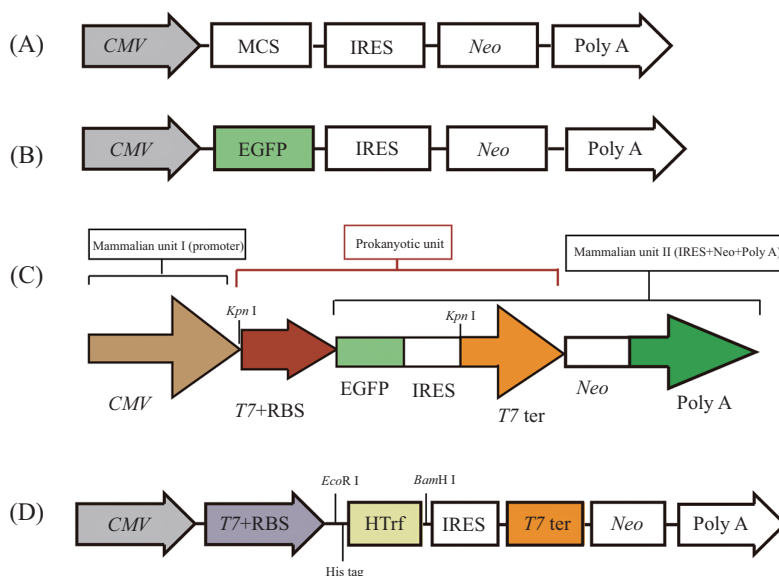 (A) CMV MCS IRES Neo Poly A
(B) CMV EGFP IRES Neo Poly A
Mammalian unit I (promoter) Prokanyotic unit Mammalian unit II (IRES+Neo+Poly A)
(C)
Kpn I Kpn I
CMV T7+RBS EGFP IRES T7 ter Neo Poly A
EcoR I BamH I
(D) CMV T7+RBS HTrf IRES T7 ter Neo Poly A
His tag